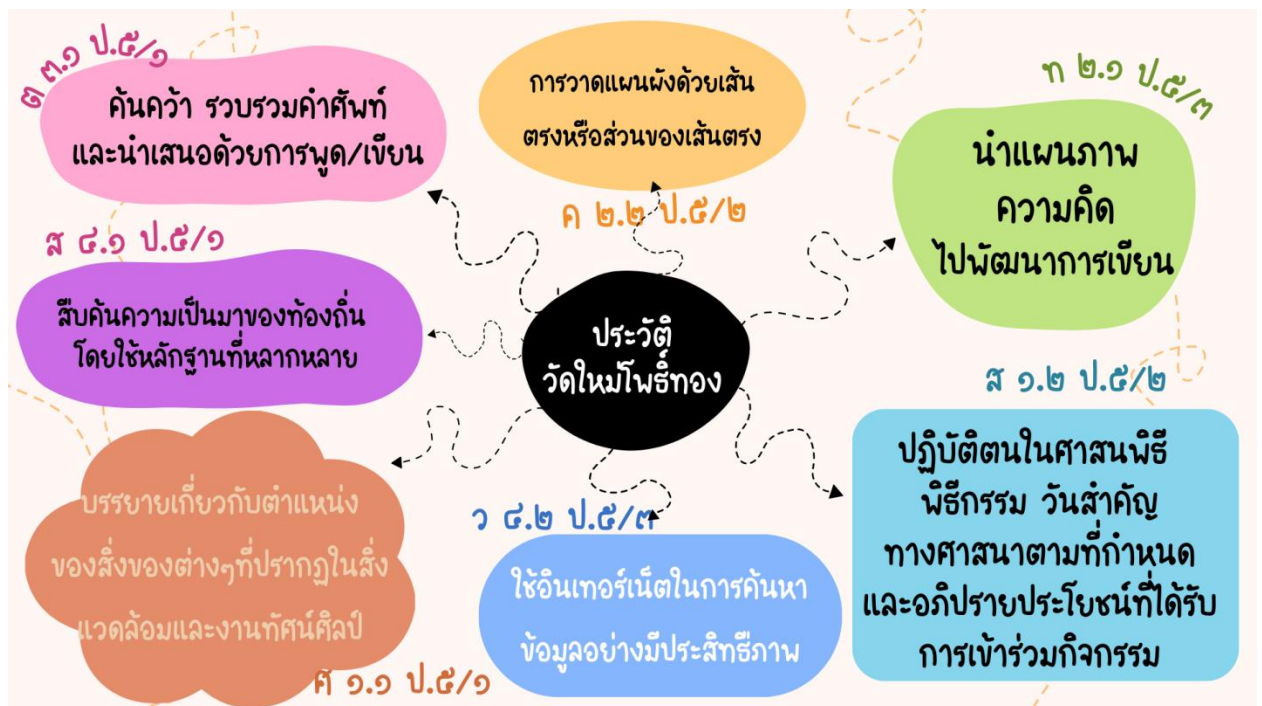 ต ๓.๑ ป.๕/๑
ค้นคว้า รวบรวมคำศัพท์
และนำเสนอด้วยการพูด/เขียน
การวาดแผนผังด้วยเส้น
ตรงหรือส่วนของเส้นตรง
ค ๒.๒ ป.๕/๒
ท ๒.๑ ป.๕/๓
นำแผนภาพ
ความคิด
ไปพัฒนาการเขียน
ส ๔.๑ ป.๕/๑
สืบค้นความเป็นมาของท้องถิ่น
โดยใช้หลักฐานที่หลากหลาย
ประวัติ
วัดใหม่โพธิ์ทอง
ส ๑.๒ ป.๕/๒
ปฏิบัติตนในศาสนพิธี
พิธีกรรม วันสำคัญ
ทางศาสนาตามที่กำหนด
และอภิปรายประโยชน์ที่ได้รับ
การเข้าร่วมกิจกรรม
บรรยายเกี่ยวกับตำแหน่ง
ของสิ่งของต่างๆที่ปรากฏในสิ่ง
แวดล้อมและงานทัศน์ศิลป์
ศ ๑.๑ ป.๕/๑
ว ๔.๒ ป.๕/๓
ใช้อินเทอร์เน็ตในการค้นหา
ข้อมูลอย่างมีประสิทธิภาพ